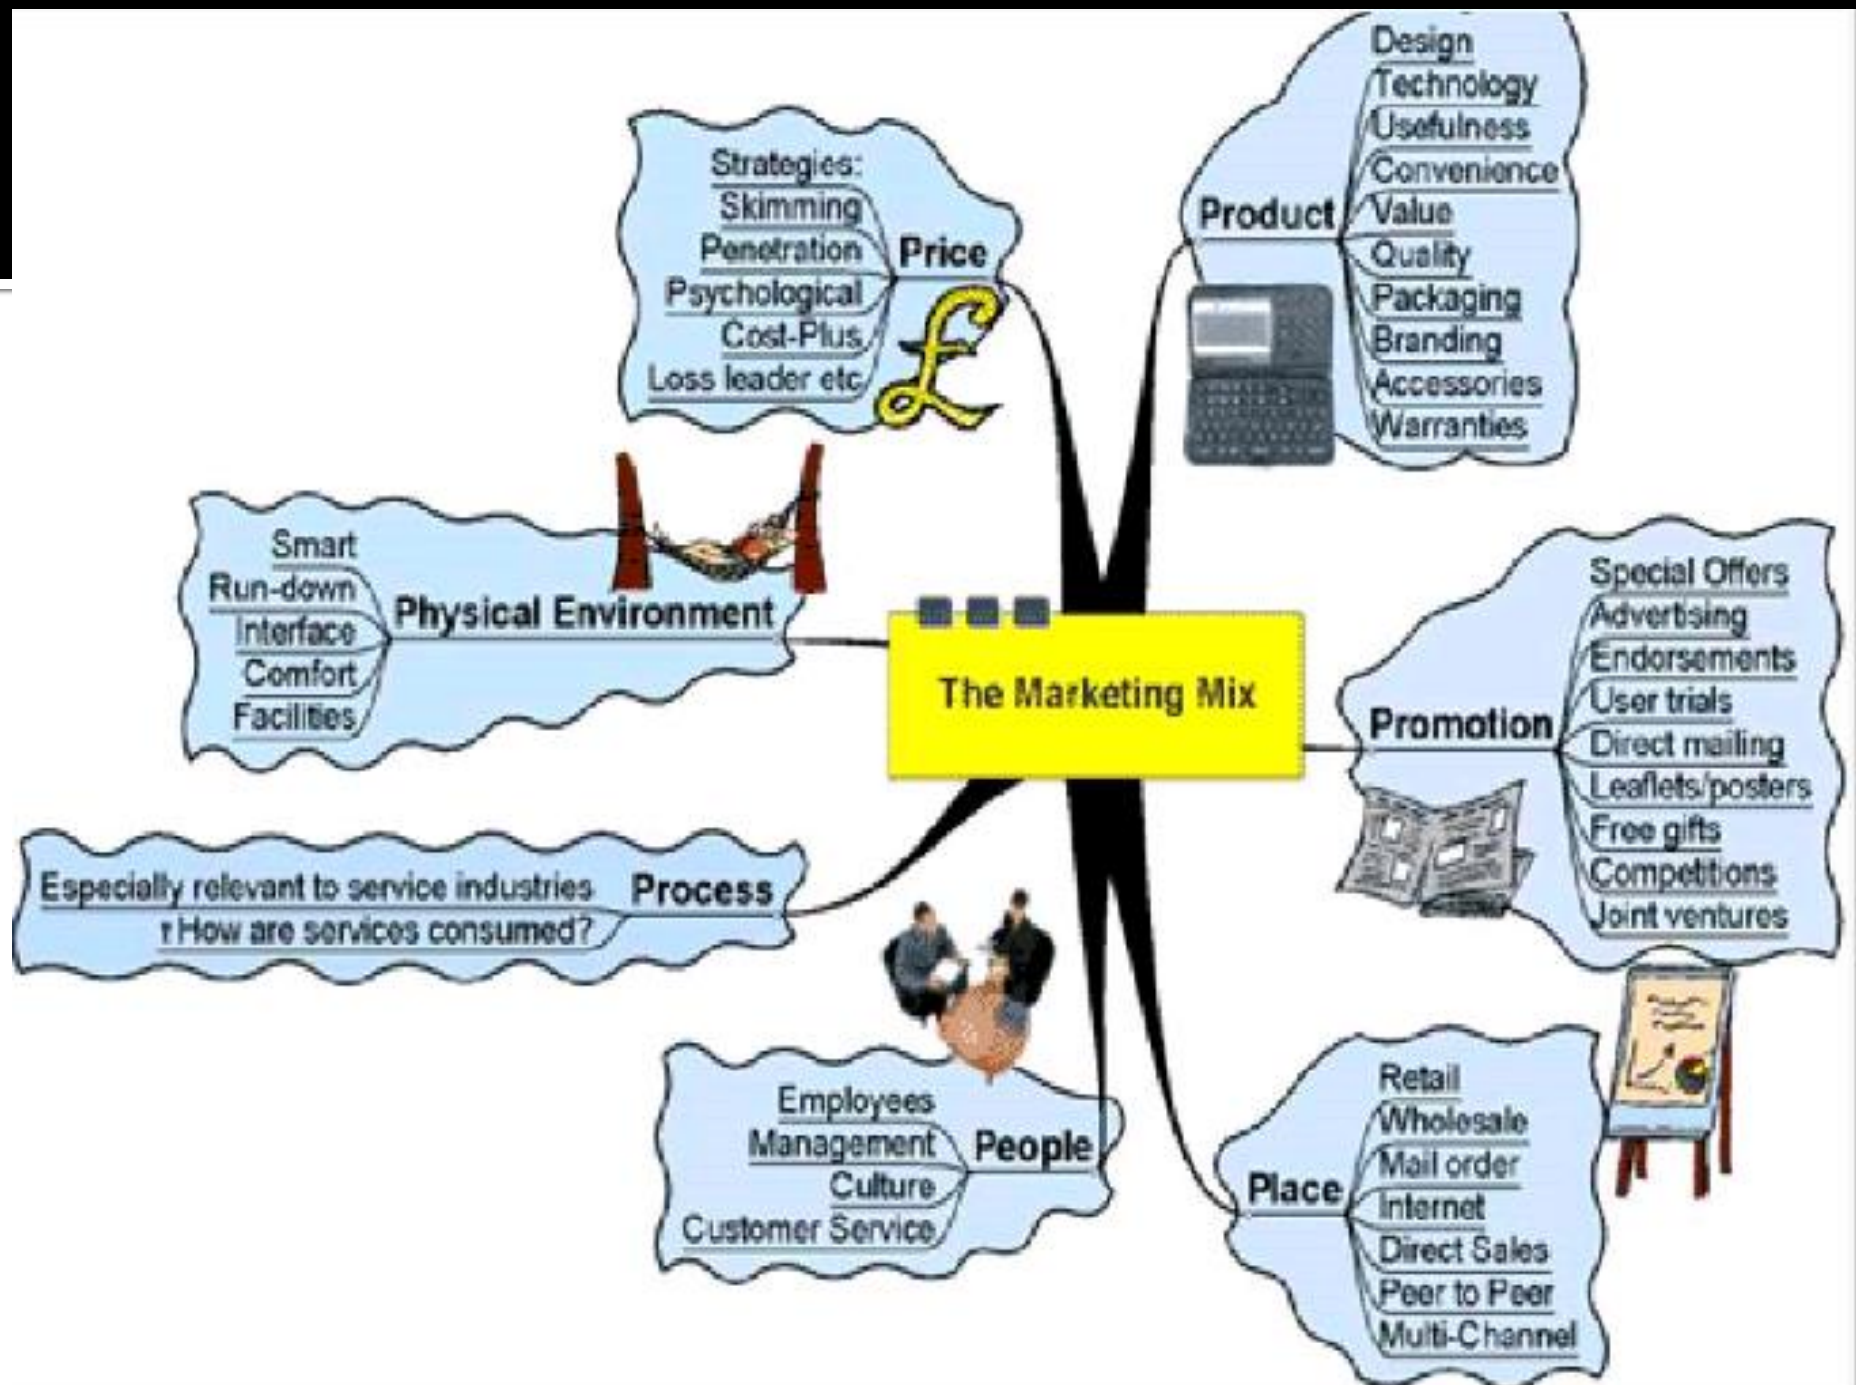 The Marketing Mix
Product
Design
Technology
Usefulness
Convenience
Value
Quality
Packaging
Branding
Accessories
Warranties
Promotion
Special Offers
Advertising
Endorsements
User trials
Direct mailing
Leaflets/posters
Free gifts
Competitions
Joint ventures
Place
Retail
Wholesale
Mail order
Internet
Direct Sales
Peer to Peer
Multi-Channel
People
Employees
Management
Culture
Customer Service
Process
Especially relevant to service industries
How are services consumed?
Physical Environment
Smart
Run-down
Interface
Comfort
Facilities
Price
Strategies:
Skimming
Penetration
Psychological
Cost-Plus
Loss leader etc
£